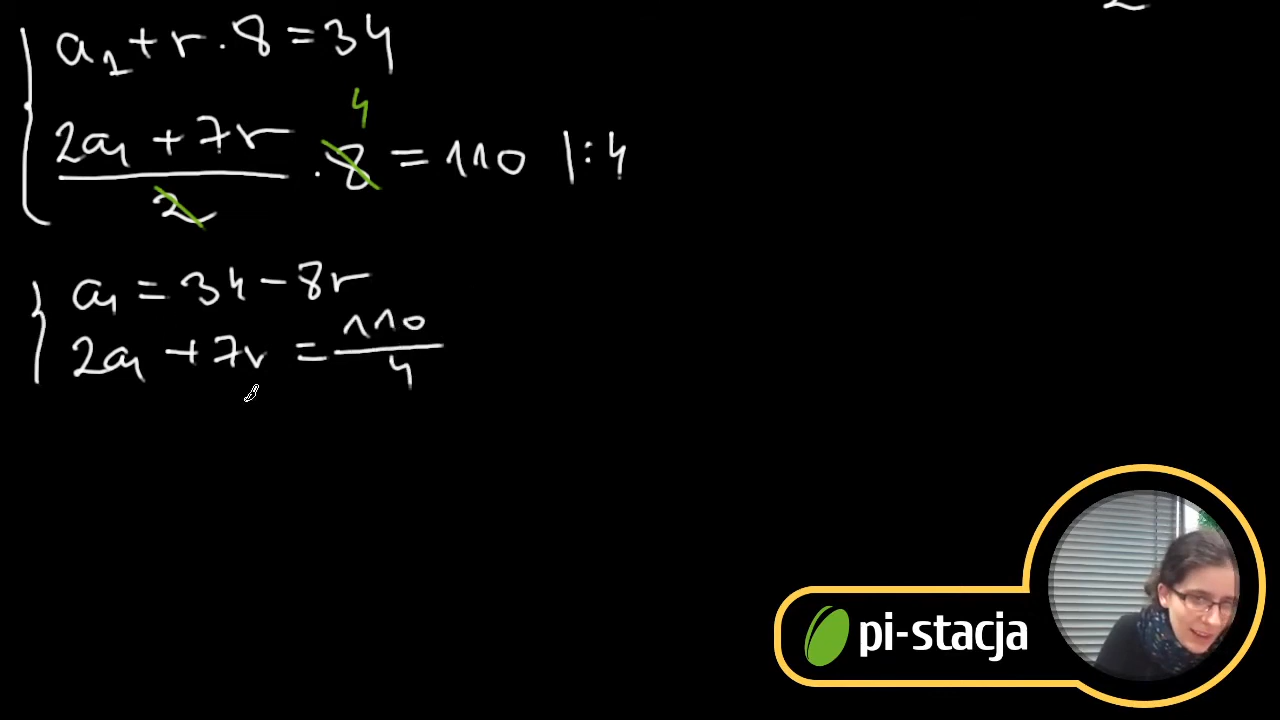 a₁ + r · 8 = 34
4
2a₁ + 7r / 2 · 8 = 110 |:4
a₁ = 34 - 8r
2a₁ + 7r = 110 / 4
pi-stacja